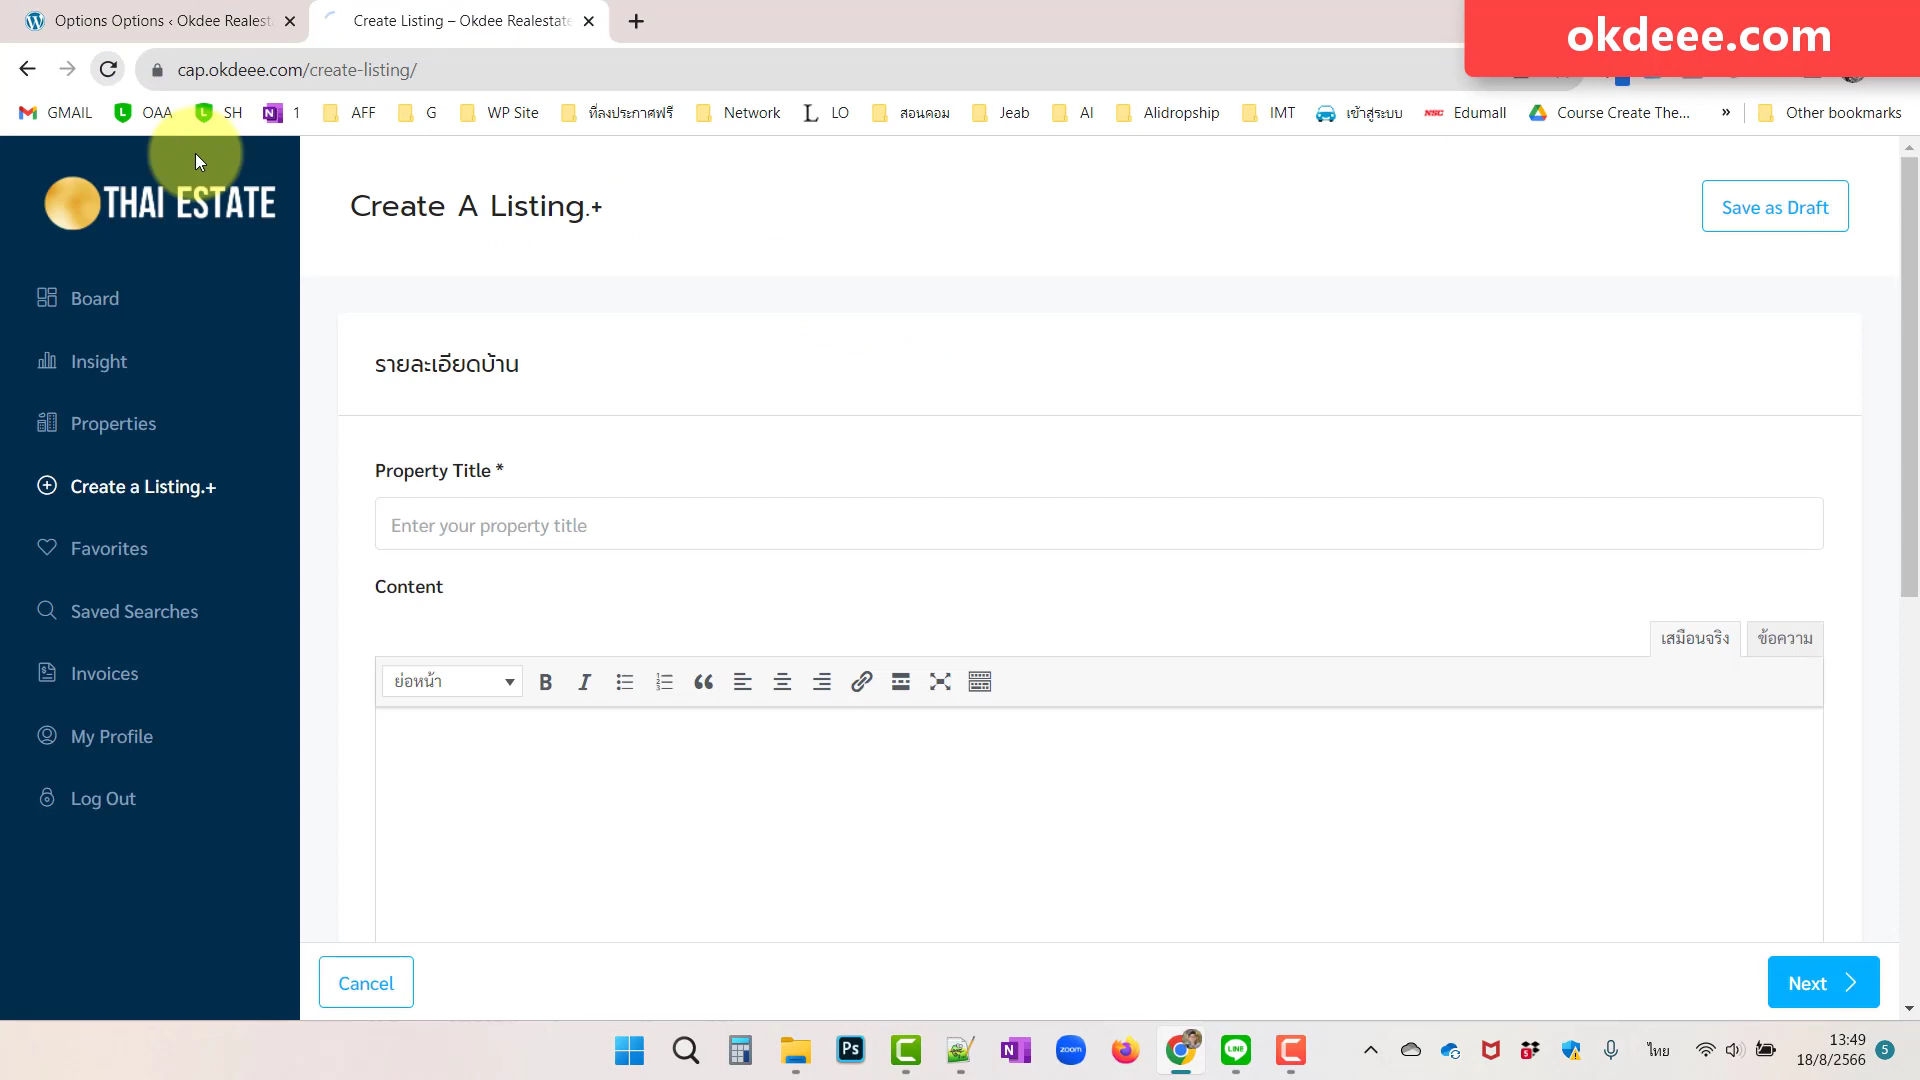 Options Options ‹ Okdee Realest
Create Listing – Okdee Realestate
okdeee.com
cap.okdeee.com/create-listing/
GMAIL
OAA
SH
1
AFF
G
WP Site
ที่ลงประกาศฟรี
Network
LO
สอนคอม
Jeab
AI
Alidropship
IMT
เข้าสู่ระบบ
Edumall
Course Create The...
»
Other bookmarks
THAI ESTATE
Create A Listing.+
Save as Draft
Board
Insight
Properties
Create a Listing.+
Favorites
Saved Searches
Invoices
My Profile
Log Out
รายละเอียดบ้าน
Property Title *
Enter your property title
Content
เสมือนจริง
ข้อความ
ย่อหน้า
B
I
Cancel
Next
Ps
zoom
LINE
ไทย
13:49
18/8/2566
5